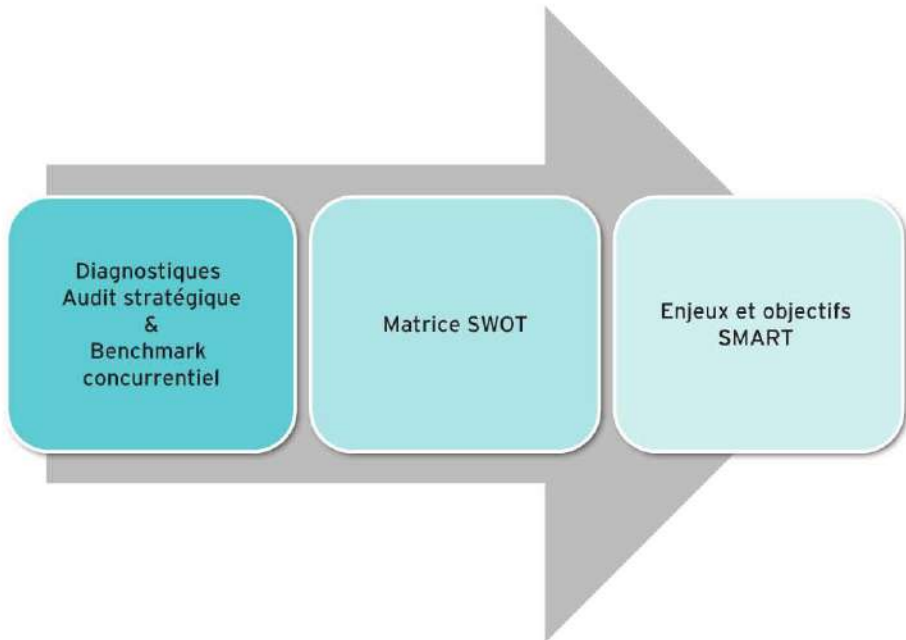 Diagnostiques
Audit stratégique
&
Benchmark
concurrentiel
Matrice SWOT
Enjeux et objectifs
SMART